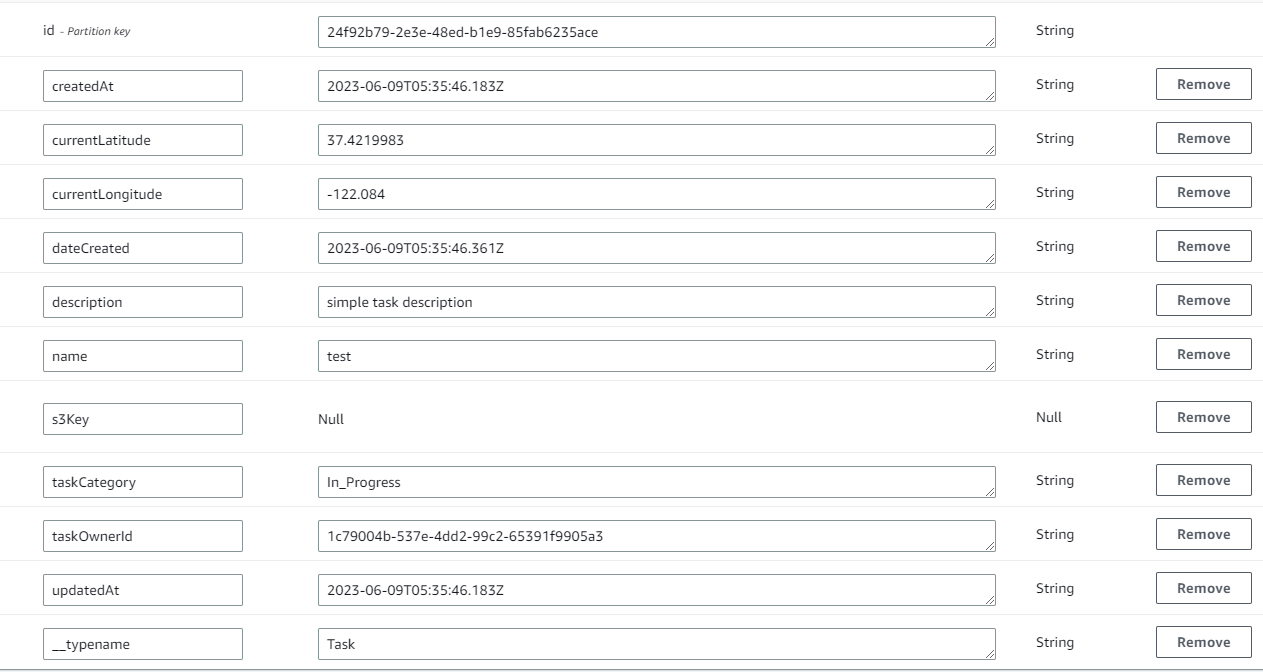 id - Partition key 24f92b79-2e3e-48ed-b1e9-85fab6235ace String
createdAt 2023-06-09T05:35:46.183Z String Remove
currentLatitude 37.4219983 String Remove
currentLongitude -122.084 String Remove
dateCreated 2023-06-09T05:35:46.361Z String Remove
description simple task description String Remove
name test String Remove
s3Key Null Null Remove
taskCategory In_Progress String Remove
taskOwnerId 1c79004b-537e-4dd2-99c2-65391f9905a3 String Remove
updatedAt 2023-06-09T05:35:46.183Z String Remove
__typename Task String Remove